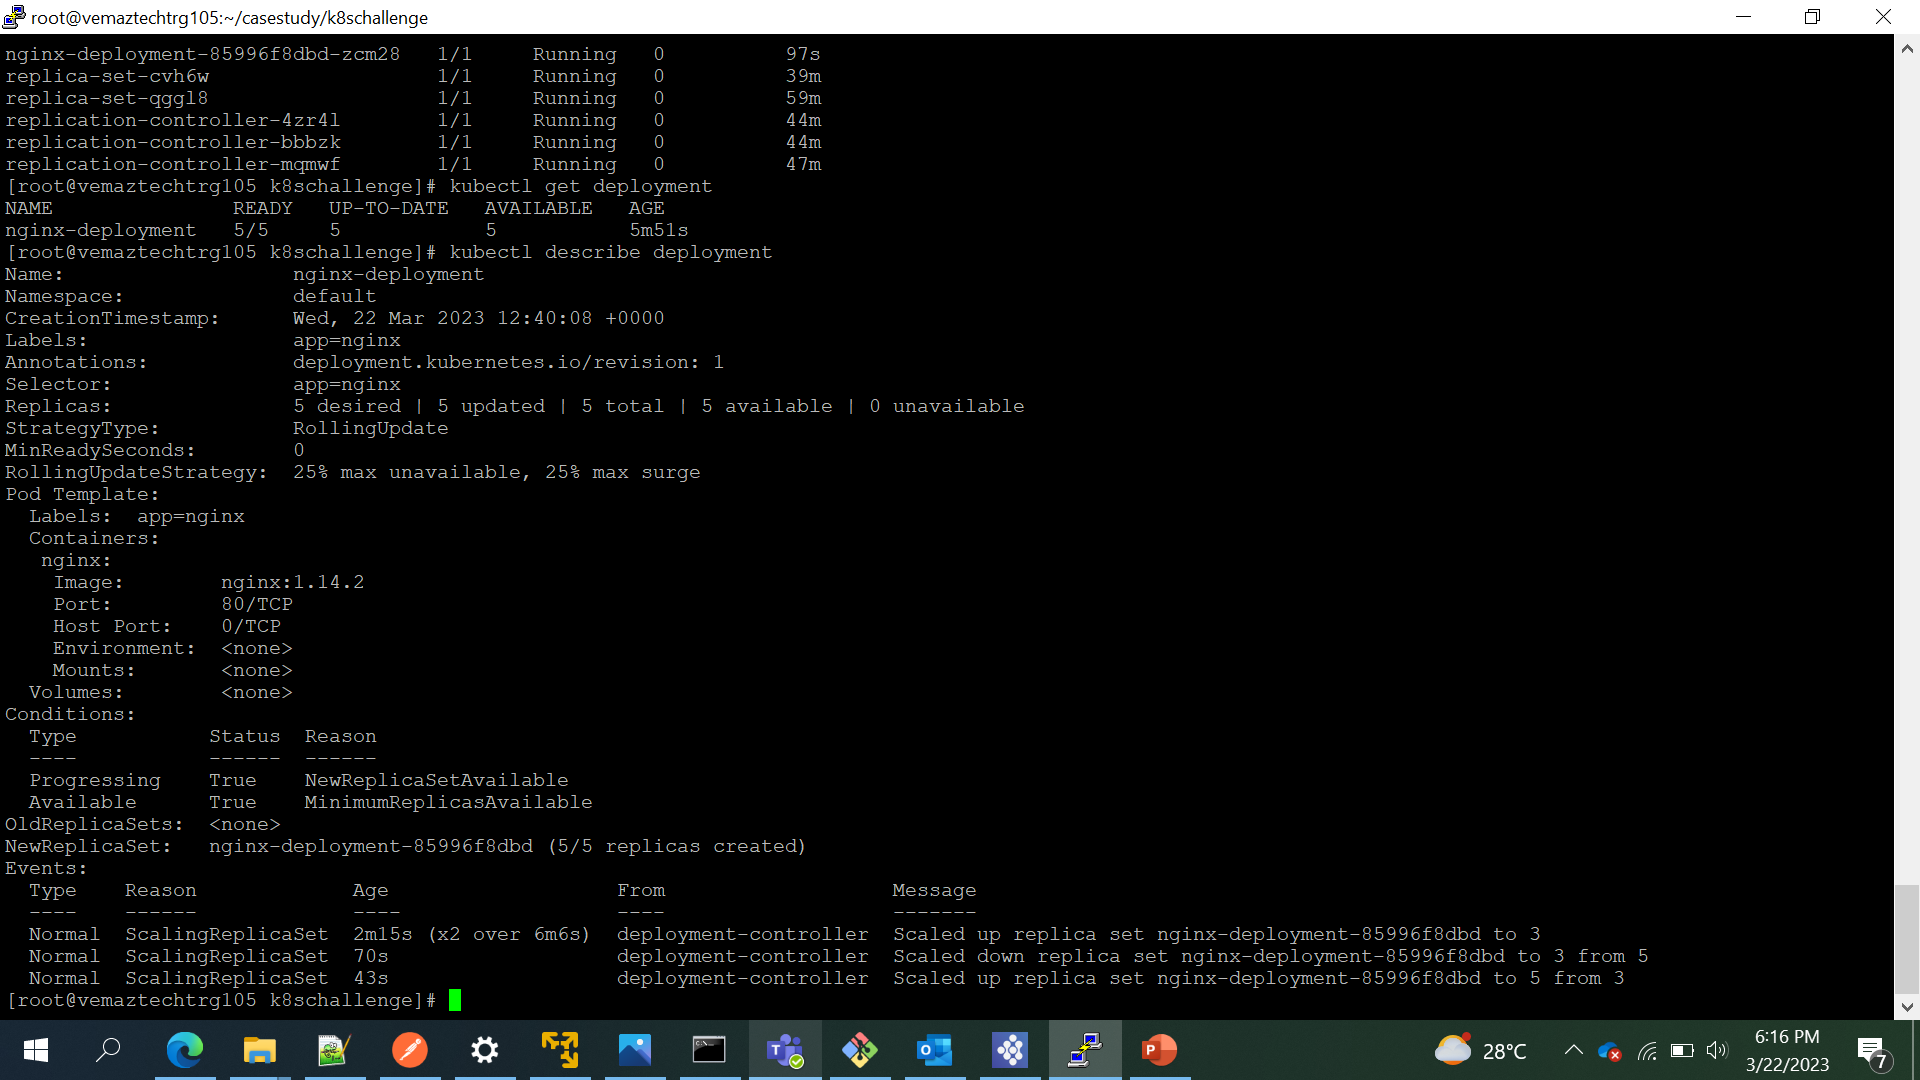 root@vemaztechtrg105:~/casestudy/k8schallenge
nginx-deployment-85996f8dbd-zcm28   1/1     Running   0          97s
replica-set-cvh6w                   1/1     Running   0          39m
replica-set-qggl8                   1/1     Running   0          59m
replication-controller-4zr4l        1/1     Running   0          44m
replication-controller-bbbzk        1/1     Running   0          44m
replication-controller-mqmwf        1/1     Running   0          47m
[root@vemaztechtrg105 k8schallenge]# kubectl get deployment
NAME               READY   UP-TO-DATE   AVAILABLE   AGE
nginx-deployment   5/5     5            5           5m51s
[root@vemaztechtrg105 k8schallenge]# kubectl describe deployment
Name:                   nginx-deployment
Namespace:              default
CreationTimestamp:      Wed, 22 Mar 2023 12:40:08 +0000
Labels:                 app=nginx
Annotations:            deployment.kubernetes.io/revision: 1
Selector:               app=nginx
Replicas:               5 desired | 5 updated | 5 total | 5 available | 0 unavailable
StrategyType:           RollingUpdate
MinReadySeconds:        0
RollingUpdateStrategy:  25% max unavailable, 25% max surge
Pod Template:
  Labels:  app=nginx
  Containers:
   nginx:
    Image:        nginx:1.14.2
    Port:         80/TCP
    Host Port:    0/TCP
    Environment:  <none>
    Mounts:       <none>
  Volumes:        <none>
Conditions:
  Type           Status  Reason
  ----           ------  ------
  Progressing    True    NewReplicaSetAvailable
  Available      True    MinimumReplicasAvailable
OldReplicaSets:  <none>
NewReplicaSet:   nginx-deployment-85996f8dbd (5/5 replicas created)
Events:
  Type    Reason             Age                   From                   Message
  ----    ------             ----                  ----                   -------
  Normal  ScalingReplicaSet  2m15s (x2 over 6m6s)  deployment-controller  Scaled up replica set nginx-deployment-85996f8dbd to 3
  Normal  ScalingReplicaSet  70s                   deployment-controller  Scaled down replica set nginx-deployment-85996f8dbd to 3 from 5
  Normal  ScalingReplicaSet  43s                   deployment-controller  Scaled up replica set nginx-deployment-85996f8dbd to 5 from 3
[root@vemaztechtrg105 k8schallenge]#
28°C
6:16 PM
3/22/2023
7